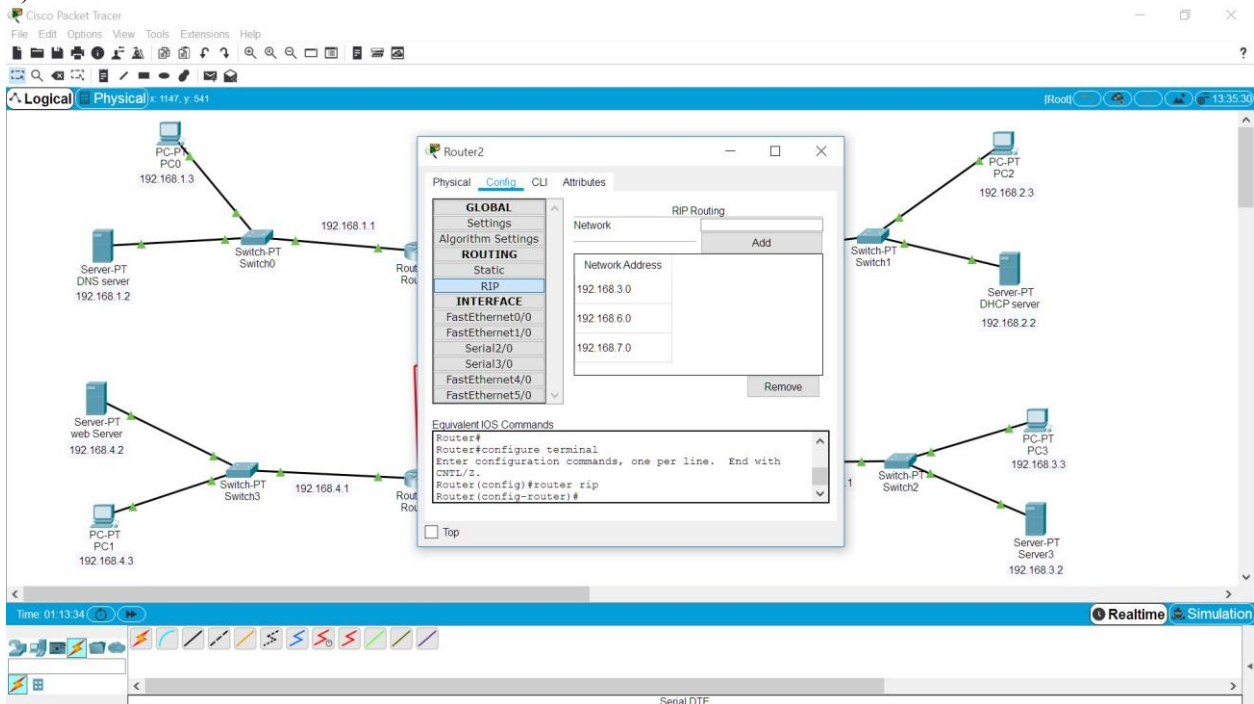 Cisco Packet Tracer
File Edit Options View Tools Extensions Help
?
Logical Physical x: 1147, y: 541
[Root] 13:35:30
PC-PT
PC0
192.168.1.3
192.168.1.1
Server-PT
DNS server
192.168.1.2
Switch-PT
Switch0
Rout
Rou
Server-PT
web Server
192.168.4.2
Switch-PT
Switch3
192.168.4.1
Rout
Rou
PC-PT
PC1
192.168.4.3
Router2
Physical Config CLI Attributes
GLOBAL
Settings
Algorithm Settings
ROUTING
Static
RIP
INTERFACE
FastEthernet0/0
FastEthernet1/0
Serial2/0
Serial3/0
FastEthernet4/0
FastEthernet5/0
RIP Routing
Network
Add
Network Address
192.168.3.0
192.168.6.0
192.168.7.0
Remove
Equivalent IOS Commands
Router#
Router#configure terminal
Enter configuration commands, one per line. End with
CNTL/Z.
Router(config)#router rip
Router(config-router)#
Top
PC-PT
PC2
192.168.2.3
Switch-PT
Switch1
Server-PT
DHCP server
192.168.2.2
PC-PT
PC3
192.168.3.3
.1
Switch-PT
Switch2
Server-PT
Server3
192.168.3.2
Time: 01:13:34
Realtime Simulation
Serial DTE